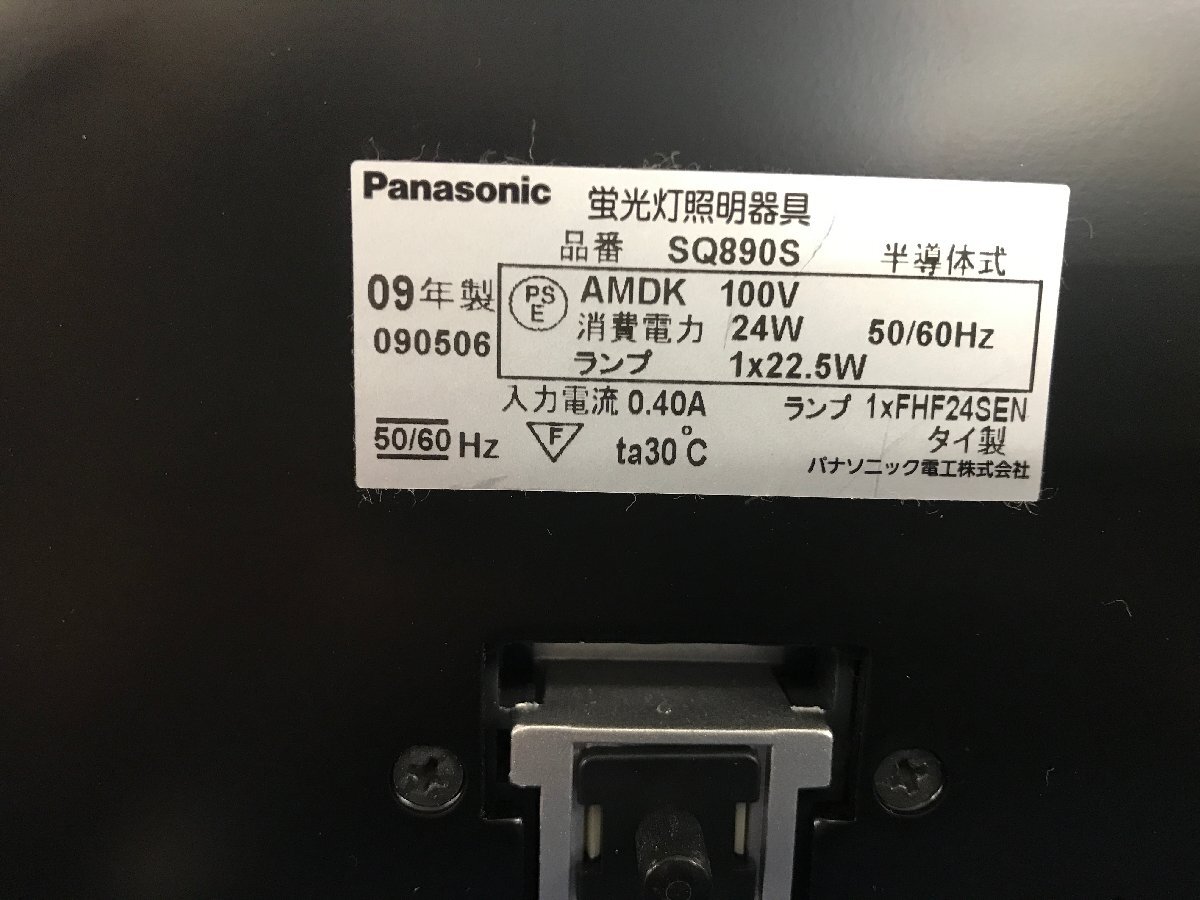 Panasonic 蛍光灯照明器具
品番 SQ890S 半導体式
09年製
090506
PS
E
AMDK 100V
消費電力 24W 50/60Hz
ランプ 1x22.5W
入力電流 0.40A ランプ 1xFHF24SEN
50/60 Hz F ta30°C タイ製
パナソニック電工株式会社